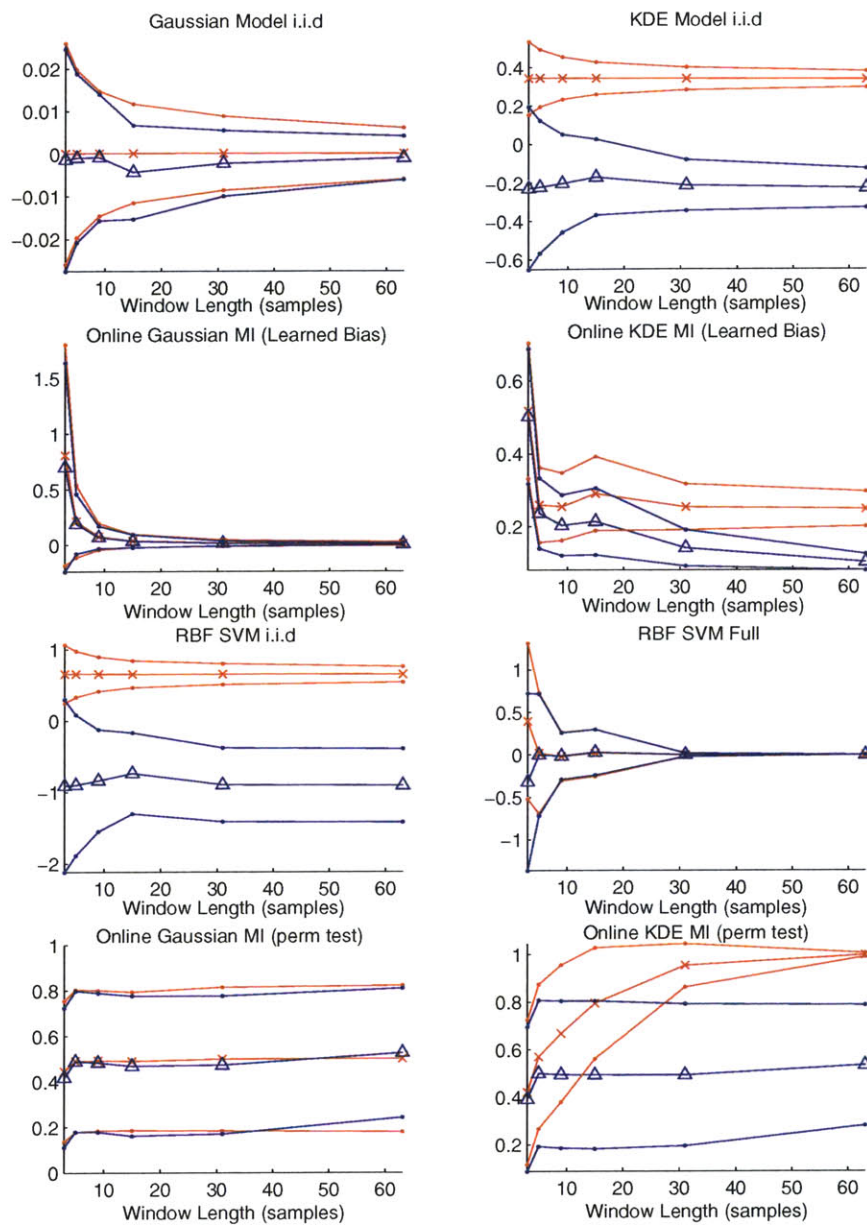 Gaussian Model i.i.d
0.02
0.01
0
−0.01
−0.02
10 20 30 40 50 60
Window Length (samples)
KDE Model i.i.d
0.4
0.2
0
−0.2
−0.4
−0.6
10 20 30 40 50 60
Window Length (samples)
Online Gaussian MI (Learned Bias)
1.5
1
0.5
0
10 20 30 40 50 60
Window Length (samples)
Online KDE MI (Learned Bias)
0.6
0.4
0.2
10 20 30 40 50 60
Window Length (samples)
RBF SVM i.i.d
1
0
−1
−2
10 20 30 40 50 60
Window Length (samples)
RBF SVM Full
1
0.5
0
−0.5
−1
10 20 30 40 50 60
Window Length (samples)
Online Gaussian MI (perm test)
1
0.8
0.6
0.4
0.2
0
10 20 30 40 50 60
Window Length (samples)
Online KDE MI (perm test)
1
0.8
0.6
0.4
0.2
10 20 30 40 50 60
Window Length (samples)